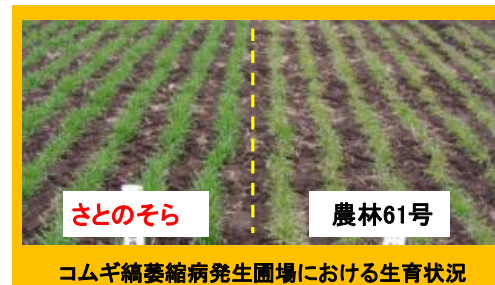 さとのそら
農林61号
コムギ縞萎縮病発生圃場における生育状況